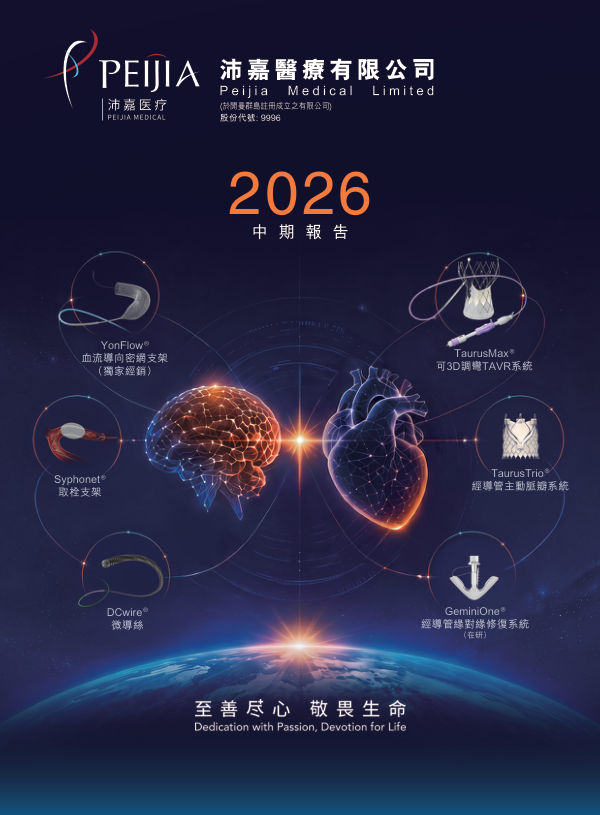 PEIJIA
沛嘉医疗
PEIJIA MEDICAL
沛嘉醫療有限公司
Peijia Medical Limited
(於開曼群島註冊成立之有限公司)
股份代號: 9996
2026
中期報告
YonFlow®
血流導向密網支架
（獨家經銷）
TaurusMax®
可3D調彎TAVR系統
Syphonet®
取栓支架
TaurusTrio®
經導管主動脈瓣系統
DCwire®
微導絲
GeminiOne®
經導管緣對緣修復系統
（在研）
至善尽心 敬畏生命
Dedication with Passion, Devotion for Life